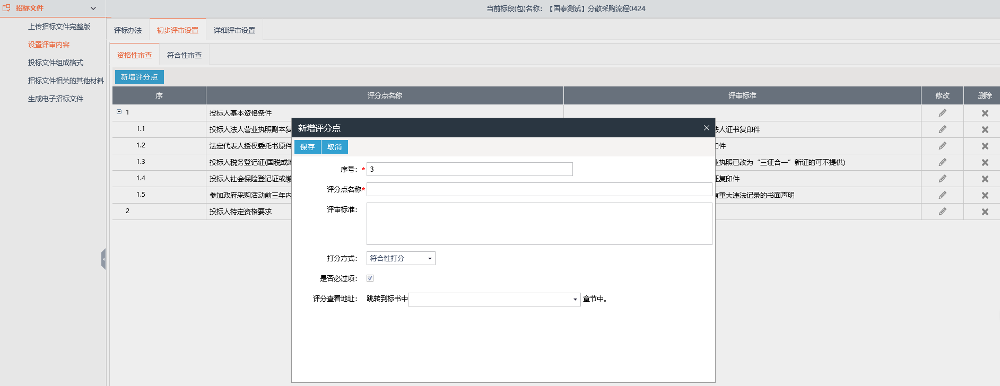 招标文件
当前标段(包)名称：【国泰测试】分散采购流程0424
上传招标文件完整版
设置评审内容
投标文件组成格式
招标文件相关的其他材料
生成电子招标文件
评标办法 初步评审设置 详细评审设置
资格性审查 符合性审查
新增评分点
序 评分点名称 评审标准 修改 删除
1 投标人基本资格条件
1.1 投标人法人营业执照副本复 法人证书复印件
1.2 法定代表人授权委托书原件 印件
1.3 投标人税务登记证(国税或地 业执照已改为“三证合一”新证的可不提供)
1.4 投标人社会保险登记证或缴 证复印件
1.5 参加政府采购活动前三年内 有重大违法记录的书面声明
2 投标人特定资格要求
新增评分点
保存 取消
序号：* 3
评分点名称*
评审标准：
打分方式： 符合性打分
是否必过项：
评分查看地址： 跳转到标书中 章节中。